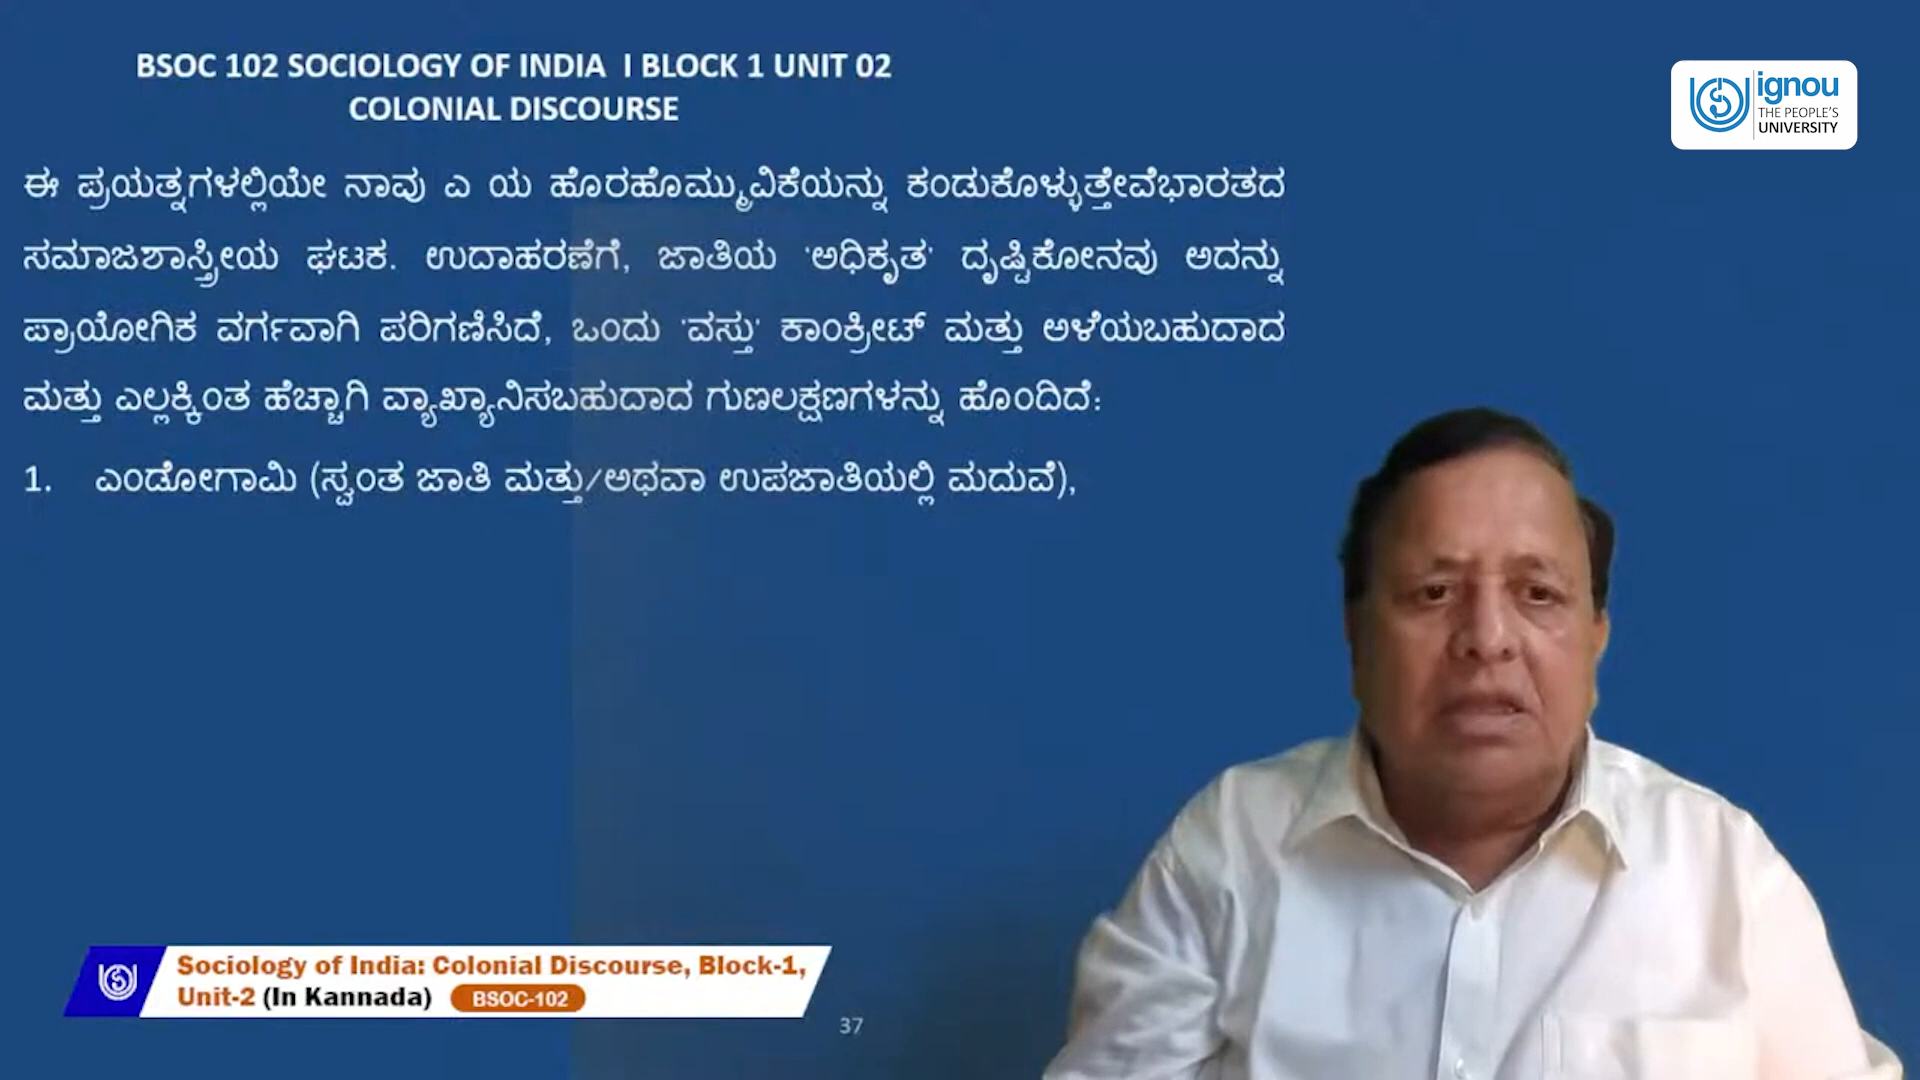 BSOC 102 SOCIOLOGY OF INDIA I BLOCK 1 UNIT 02
COLONIAL DISCOURSE
ignou
THE PEOPLE'S
UNIVERSITY
ಈ ಪ್ರಯತ್ನಗಳಲ್ಲಿಯೇ ನಾವು ಎ ಯ ಹೊರಹೊಮ್ಮುವಿಕೆಯನ್ನು ಕಂಡುಕೊಳ್ಳುತ್ತೇವೆಭಾರತದ
ಸಮಾಜಶಾಸ್ತ್ರೀಯ ಘಟಕ. ಉದಾಹರಣೆಗೆ, ಜಾತಿಯ 'ಅಧಿಕೃತ' ದೃಷ್ಟಿಕೋನವು ಅದನ್ನು
ಪ್ರಾಯೋಗಿಕ ವರ್ಗವಾಗಿ ಪರಿಗಣಿಸಿದೆ, ಒಂದು 'ವಸ್ತು' ಕಾಂಕ್ರೀಟ್ ಮತ್ತು ಅಳೆಯಬಹುದಾದ
ಮತ್ತು ಎಲ್ಲಕ್ಕಿಂತ ಹೆಚ್ಚಾಗಿ ವ್ಯಾಖ್ಯಾನಿಸಬಹುದಾದ ಗುಣಲಕ್ಷಣಗಳನ್ನು ಹೊಂದಿದೆ:
1. ಎಂಡೋಗಾಮಿ (ಸ್ವಂತ ಜಾತಿ ಮತ್ತು/ಅಥವಾ ಉಪಜಾತಿಯಲ್ಲಿ ಮದುವೆ),
Sociology of India: Colonial Discourse, Block-1,
Unit-2 (In Kannada) BSOC-102
37